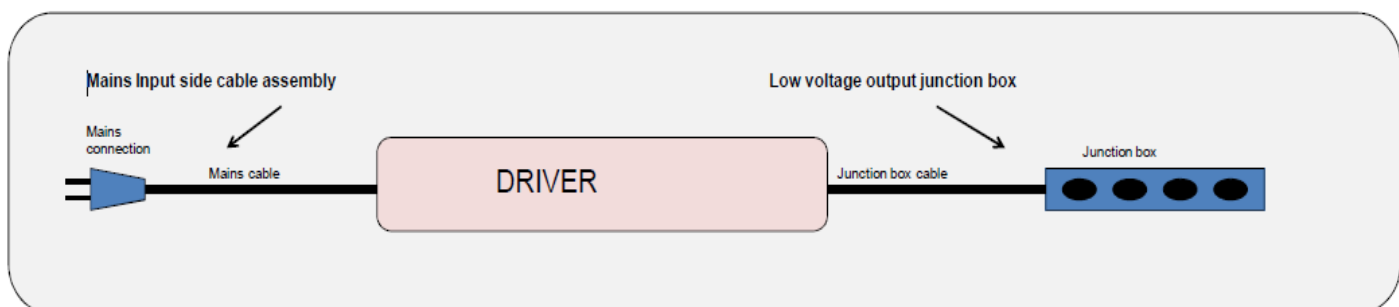 Mains Input side cable assembly
Low voltage output junction box
Mains
connection
Mains cable
DRIVER
Junction box cable
Junction box